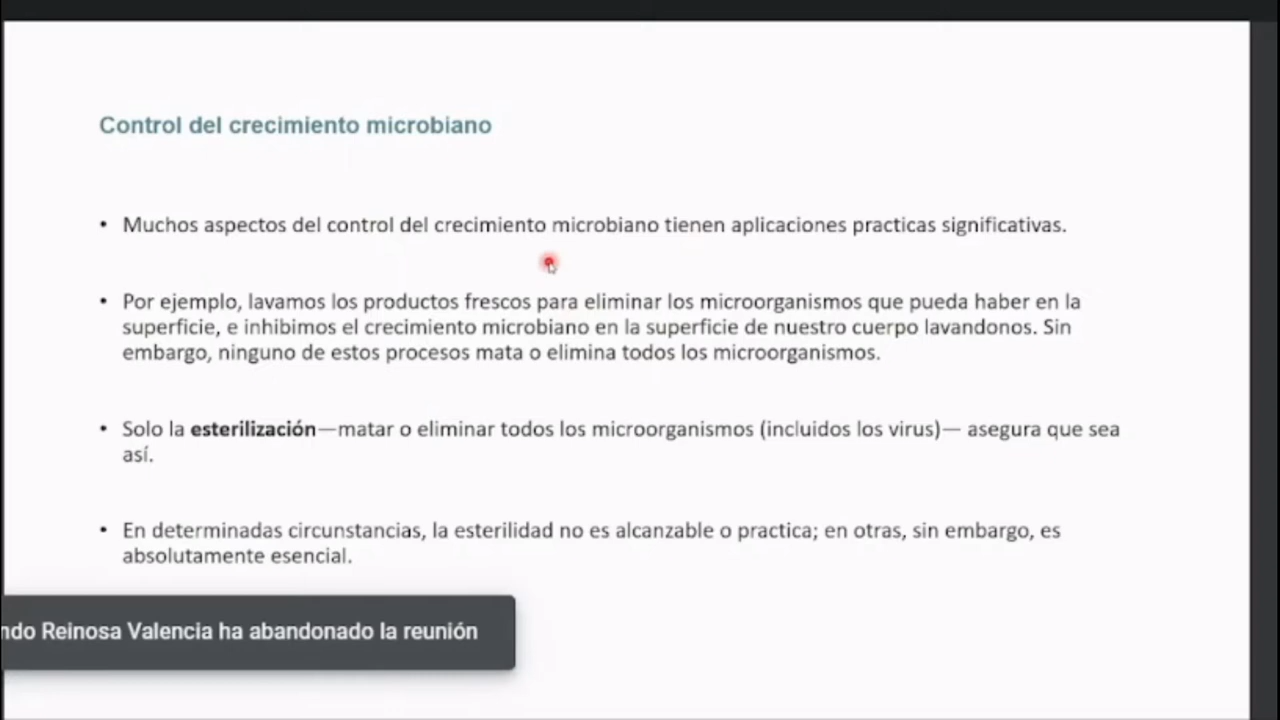 Control del crecimiento microbiano
• Muchos aspectos del control del crecimiento microbiano tienen aplicaciones practicas significativas.
• Por ejemplo, lavamos los productos frescos para eliminar los microorganismos que pueda haber en la
superficie, e inhibimos el crecimiento microbiano en la superficie de nuestro cuerpo lavandonos. Sin
embargo, ninguno de estos procesos mata o elimina todos los microorganismos.
• Solo la esterilización—matar o eliminar todos los microorganismos (incluidos los virus)— asegura que sea
así.
• En determinadas circunstancias, la esterilidad no es alcanzable o practica; en otras, sin embargo, es
absolutamente esencial.
ndo Reinosa Valencia ha abandonado la reunión